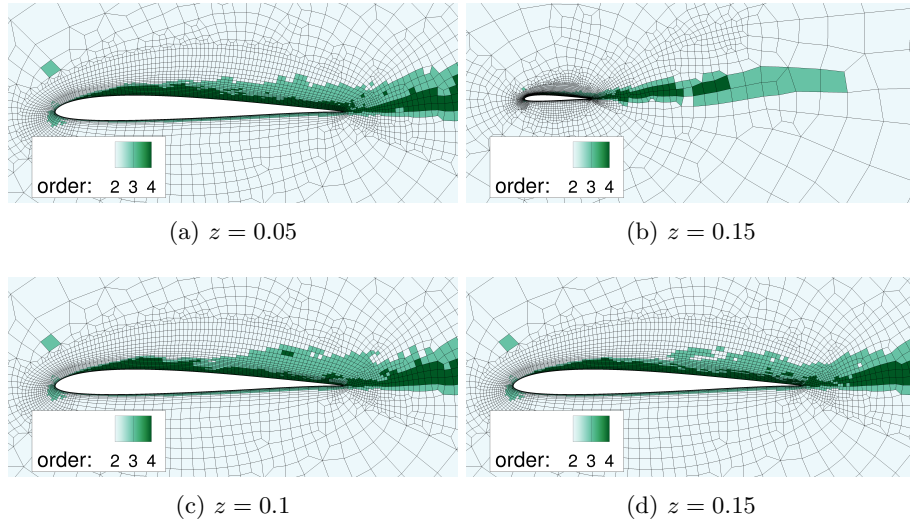 order: 2 3 4
order: 2 3 4
(a) z = 0.05
(b) z = 0.15
order: 2 3 4
order: 2 3 4
(c) z = 0.1
(d) z = 0.15